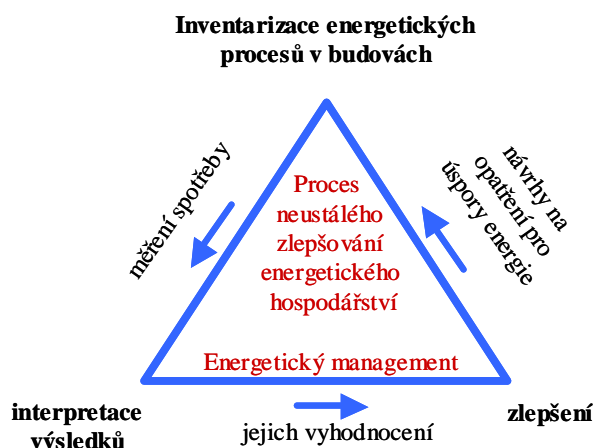 Inventarizace energetických
procesů v budovách
měření spotřeby
návrhy na
opatření pro
úspory energie
Proces
neustálého
zlepšování
energetického
hospodářství
Energetický management
interpretace
výsledků
jejich vyhodnocení
zlepšení